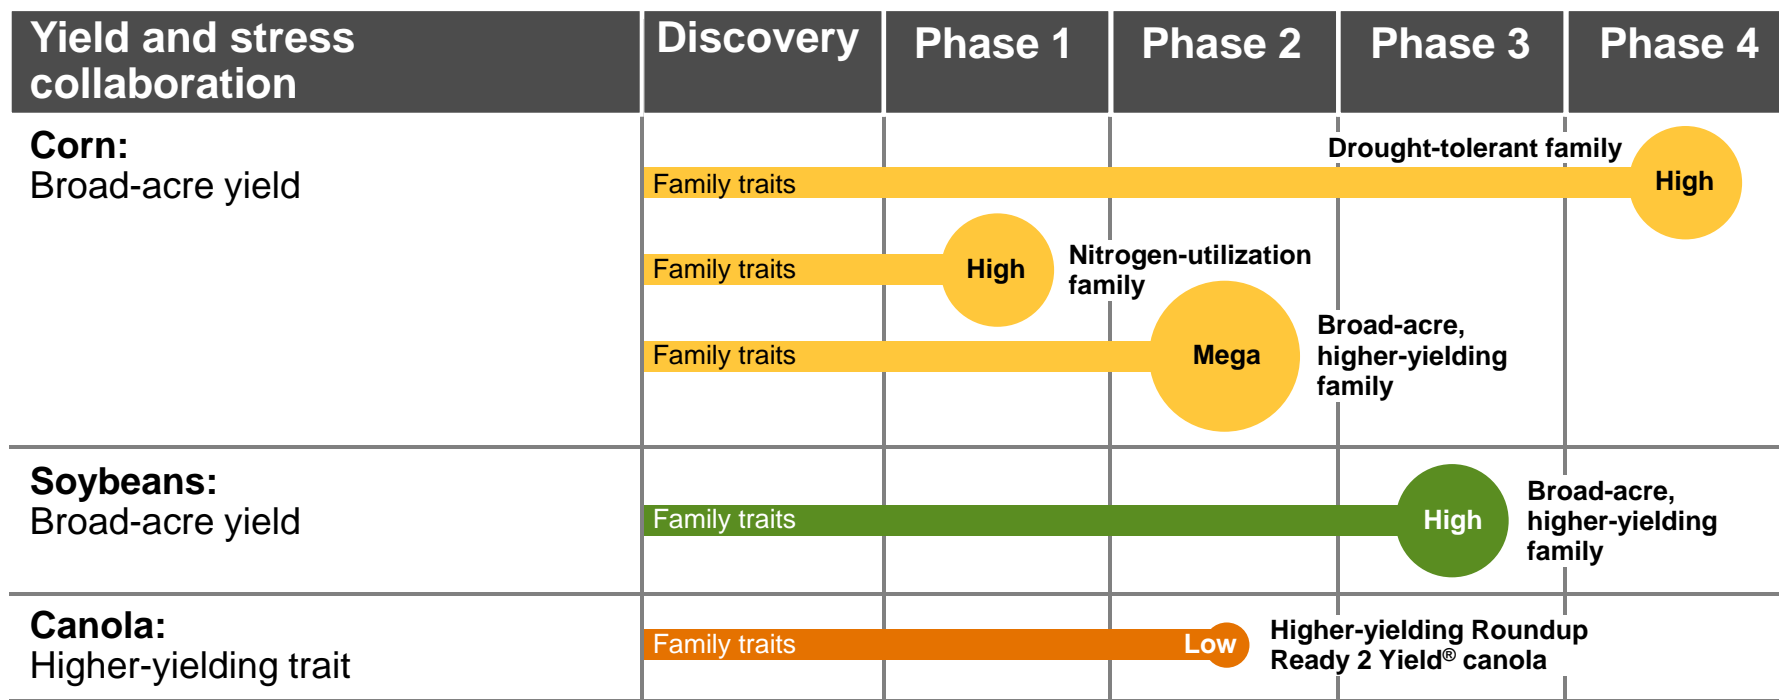 Yield and stress
collaboration
Discovery
Phase 1
Phase 2
Phase 3
Phase 4
Corn:
Broad-acre yield
Drought-tolerant family
Family traits
High
Family traits
High
Nitrogen-utilization
family
Family traits
Mega
Broad-acre,
higher-yielding
family
Soybeans:
Broad-acre yield
Family traits
High
Broad-acre,
higher-yielding
family
Canola:
Higher-yielding trait
Family traits
Low
Higher-yielding Roundup
Ready 2 Yield® canola